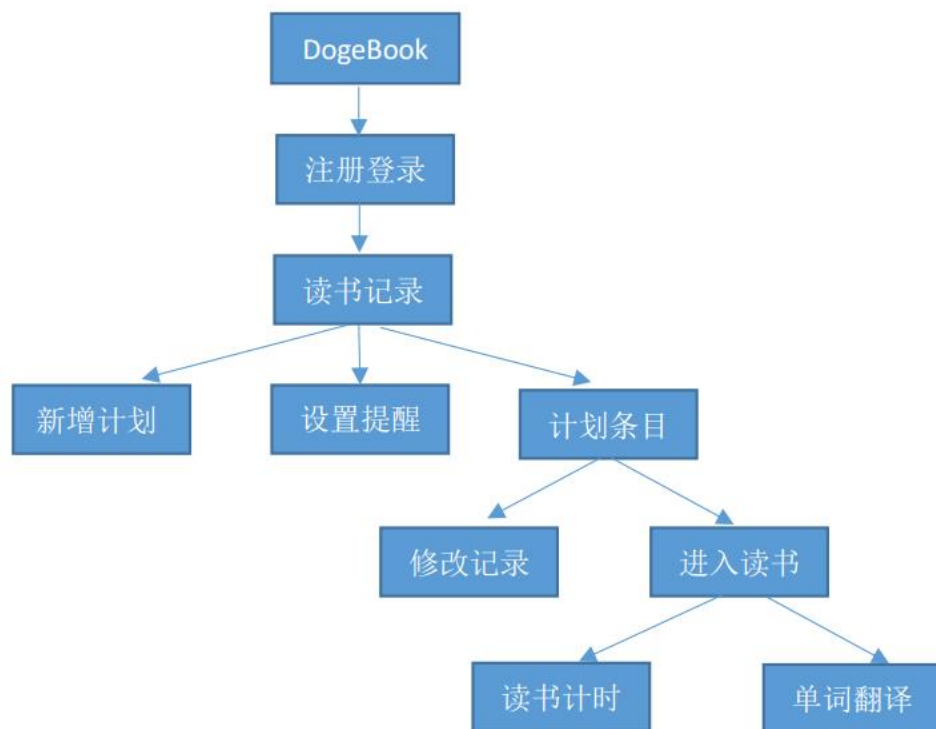 DogeBook
注册登录
读书记录
新增计划
设置提醒
计划条目
修改记录
进入读书
读书计时
单词翻译